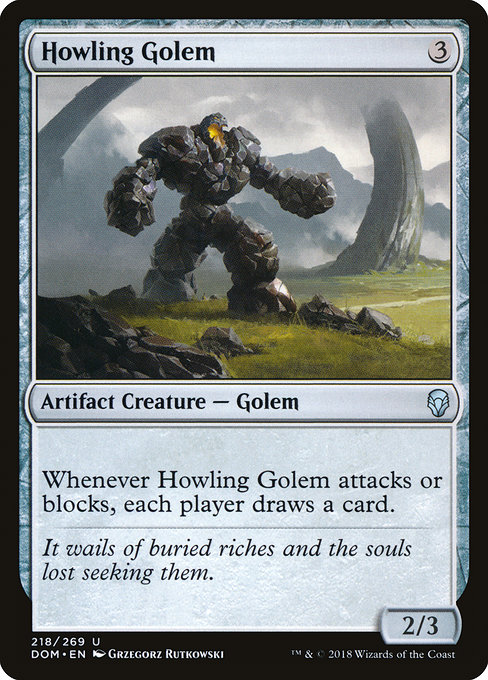 Howling Golem
3
Artifact Creature — Golem
Whenever Howling Golem attacks or
blocks, each player draws a card.
It wails of buried riches and the souls
lost seeking them.
2/3
218/269 U
DOM • EN Grzegorz Rutkowski
™ & © 2018 Wizards of the Coast